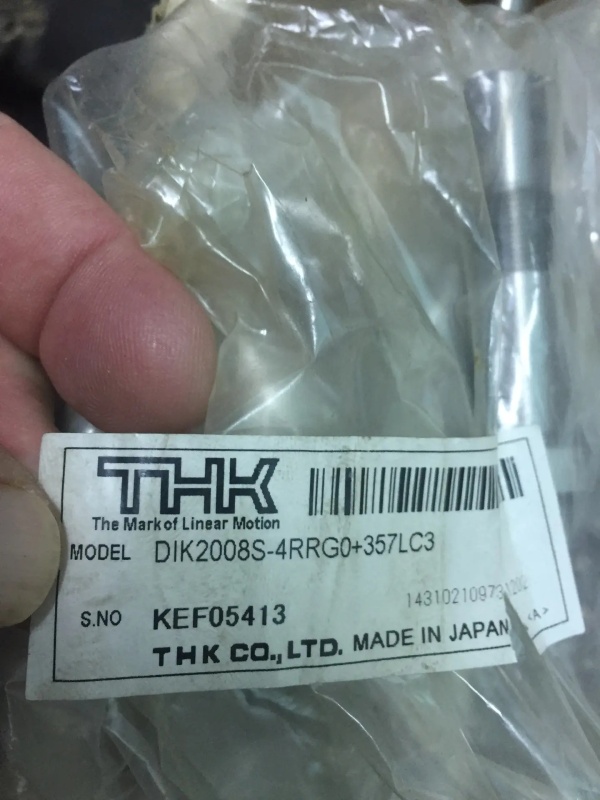 THK
The Mark of Linear Motion
MODEL DIK2008S-4RRG0+357LC3
S.NO KEF05413
THK CO., LTD. MADE IN JAPAN <A>